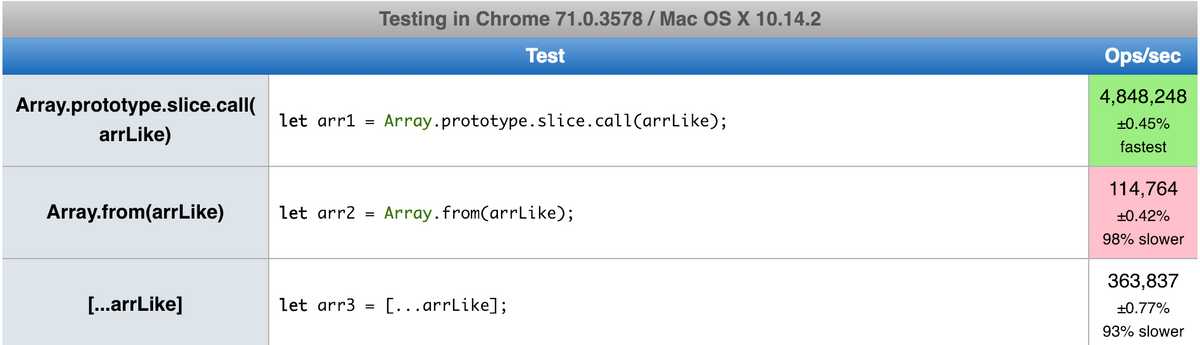 Testing in Chrome 71.0.3578 / Mac OS X 10.14.2
Test
Ops/sec
Array.prototype.slice.call(
arrLike)
let arr1 = Array.prototype.slice.call(arrLike);
4,848,248
±0.45%
fastest
Array.from(arrLike)
let arr2 = Array.from(arrLike);
114,764
±0.42%
98% slower
[...arrLike]
let arr3 = [...arrLike];
363,837
±0.77%
93% slower